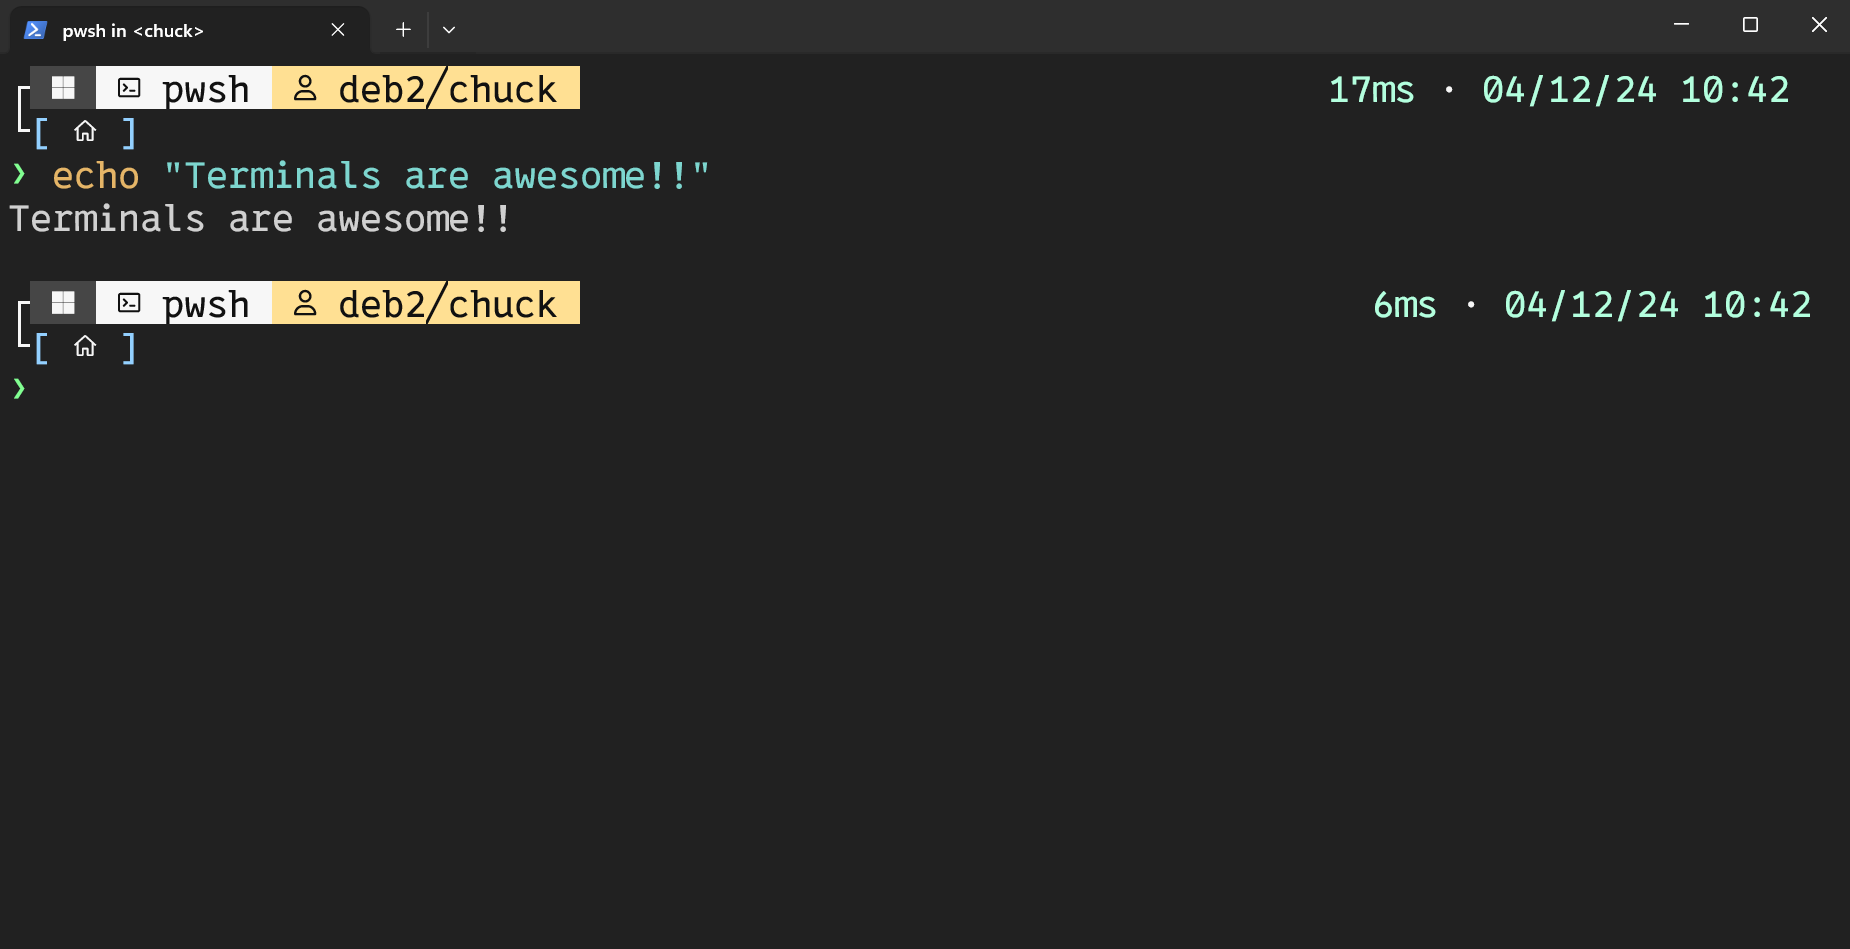 pwsh in <chuck>
pwsh deb2/chuck 17ms · 04/12/24 10:42
[ ]
❯ echo "Terminals are awesome!!"
Terminals are awesome!!
pwsh deb2/chuck 6ms · 04/12/24 10:42
[ ]
❯